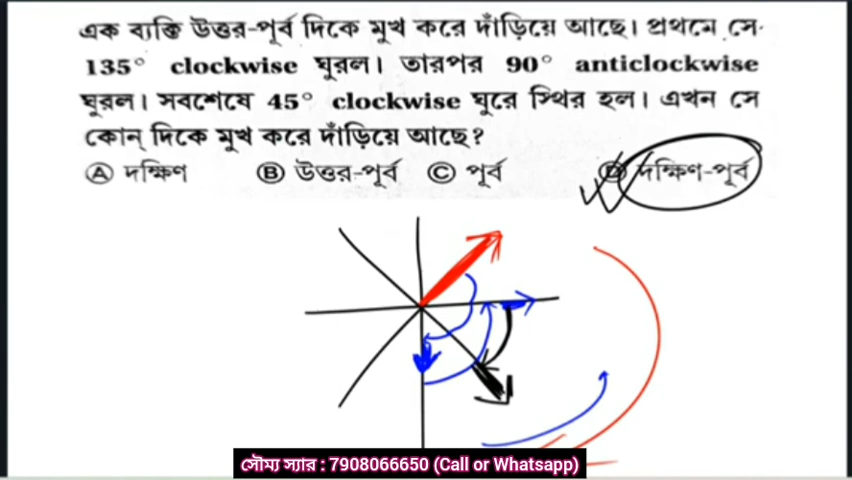 এক ব্যক্তি উত্তর-পূর্ব দিকে মুখ করে দাঁড়িয়ে আছে। প্রথমে সে
135° clockwise ঘুরল। তারপর 90° anticlockwise
ঘুরল। সবশেষে 45° clockwise ঘুরে স্থির হল। এখন সে
কোন্ দিকে মুখ করে দাঁড়িয়ে আছে?
Ⓐ দক্ষিণ Ⓑ উত্তর-পূর্ব Ⓒ পূর্ব Ⓓ দক্ষিণ-পূর্ব
সৌম্য স্যার : 7908066650 (Call or Whatsapp)